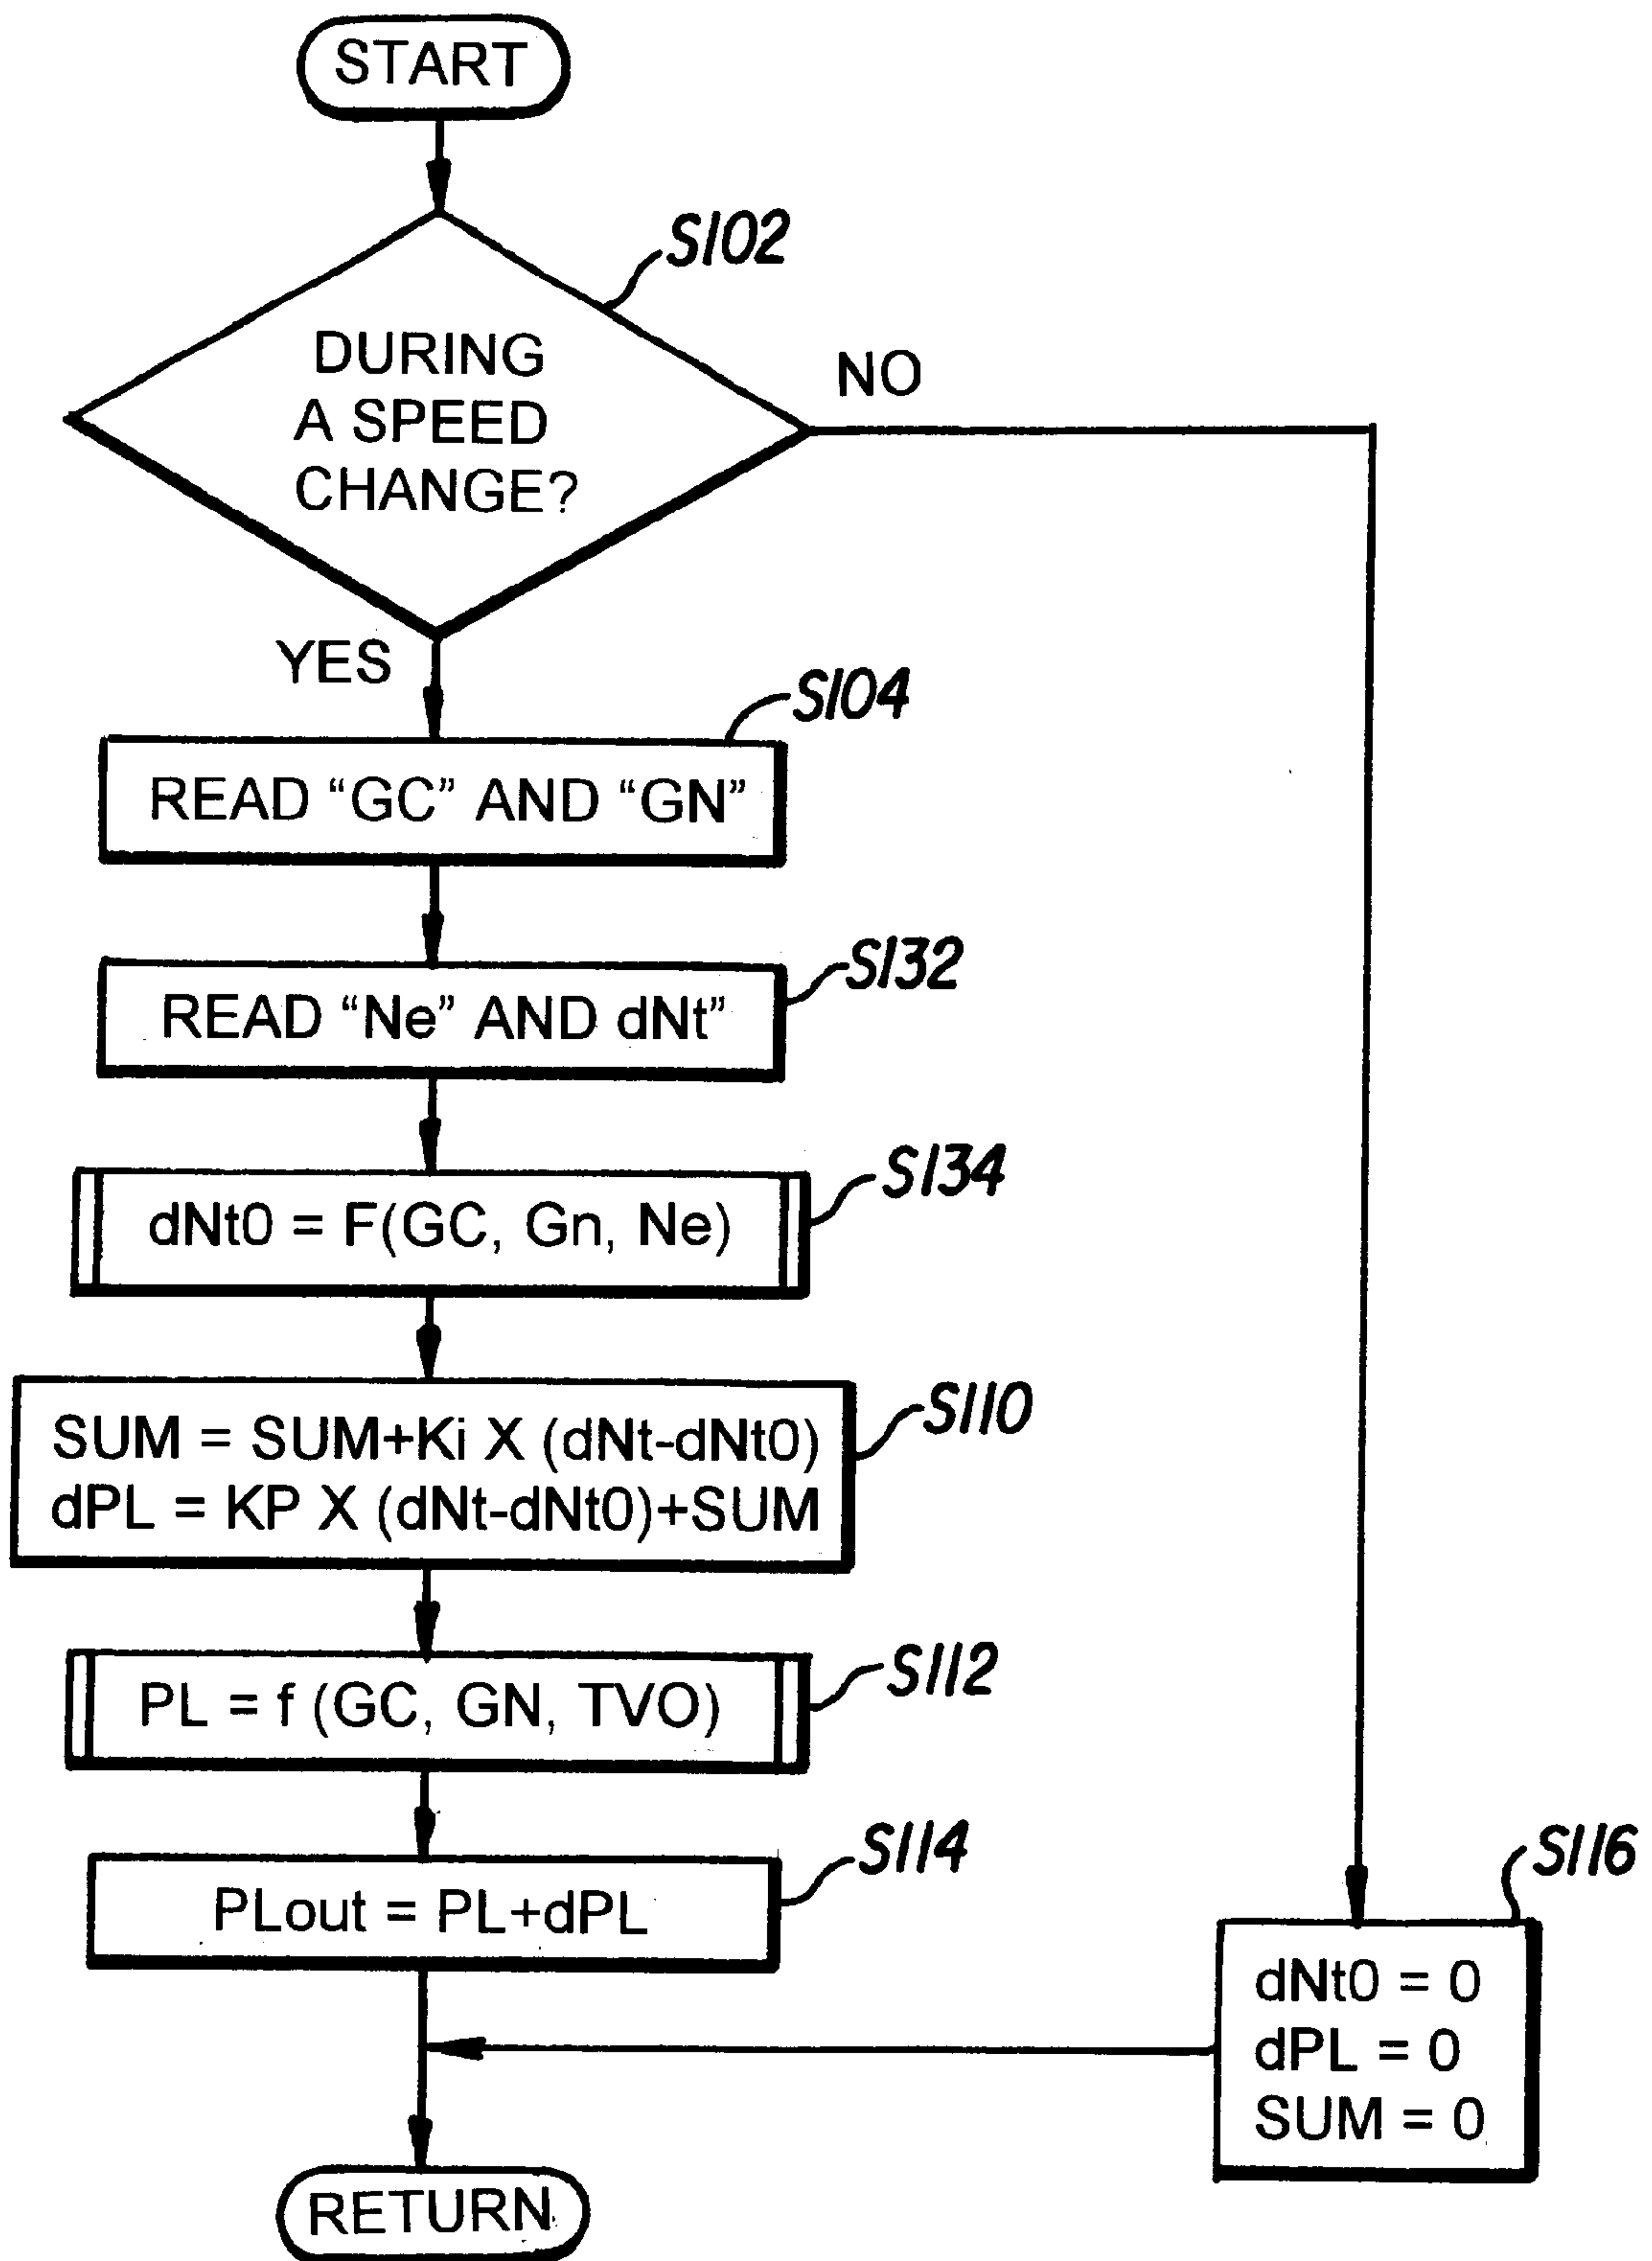 START
S102
DURING
A SPEED
CHANGE?
NO
YES
S104
READ “GC” AND “GN”
S132
READ “Ne” AND dNt”
S134
dNt0 = F(GC, Gn, Ne)
S110
SUM = SUM+Ki X (dNt-dNt0)
dPL = KP X (dNt-dNt0)+SUM
S112
PL = f (GC, GN, TVO)
S114
PLout = PL+dPL
S116
dNt0 = 0
dPL = 0
SUM = 0
RETURN